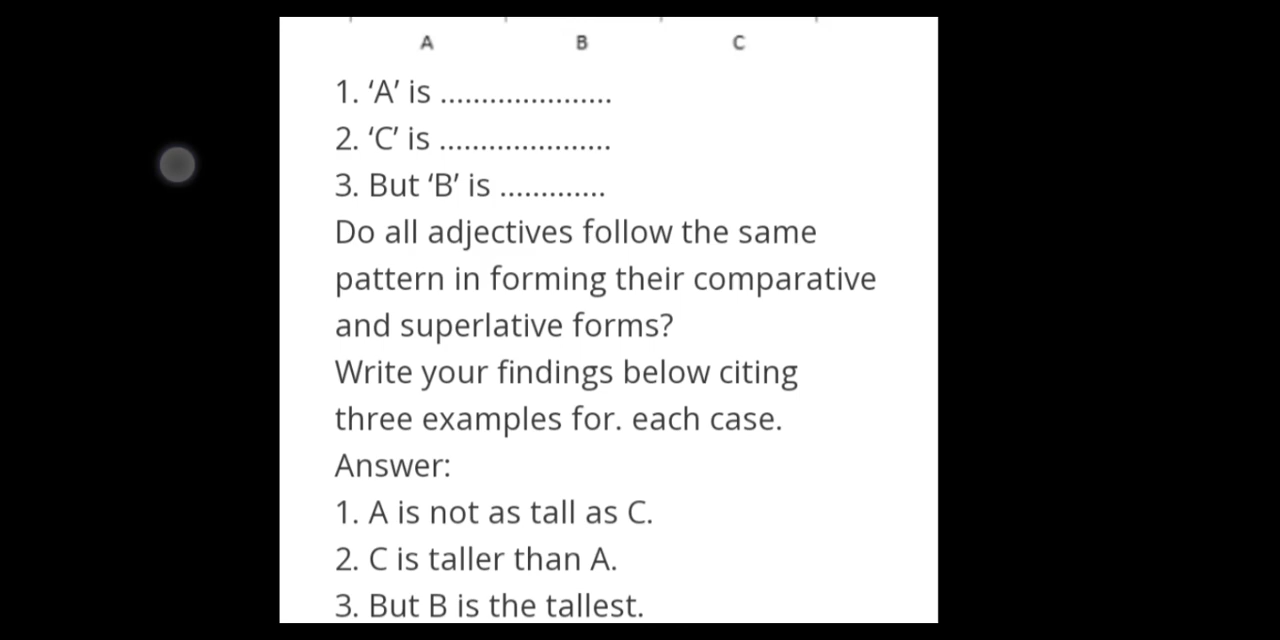 A B C
1. ‘A’ is .....................
2. ‘C’ is .....................
3. But ‘B’ is .............
Do all adjectives follow the same
pattern in forming their comparative
and superlative forms?
Write your findings below citing
three examples for. each case.
Answer:
1. A is not as tall as C.
2. C is taller than A.
3. But B is the tallest.